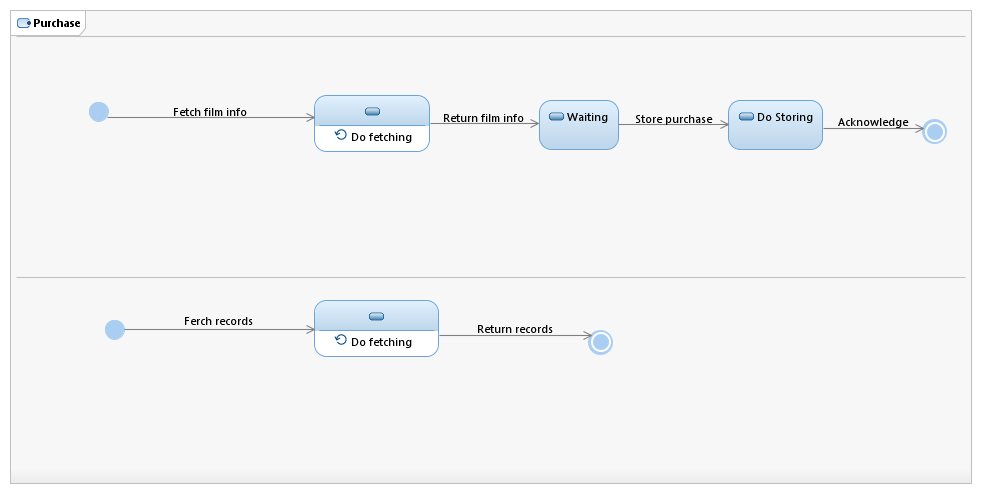 Purchase
Fetch film info
Do fetching
Return film info
Waiting
Store purchase
Do Storing
Acknowledge
Ferch records
Do fetching
Return records